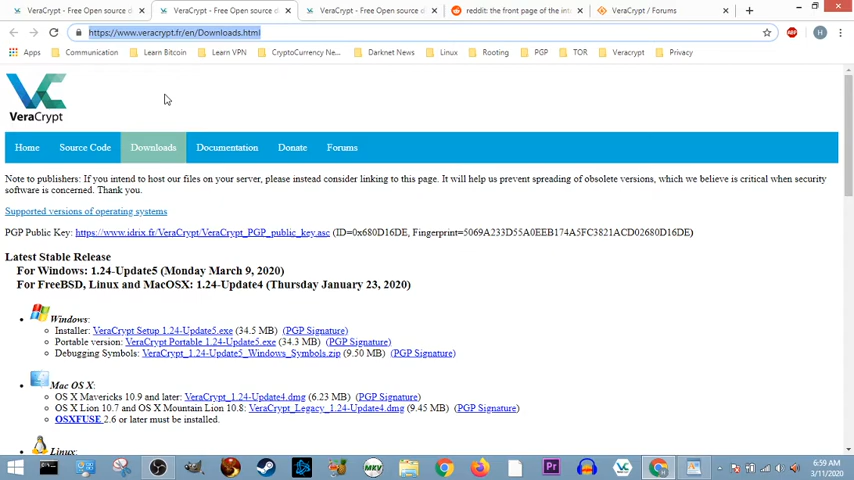 VeraCrypt - Free Open source d
VeraCrypt - Free Open source d
VeraCrypt - Free Open source d
reddit: the front page of the inte
VeraCrypt / Forums
https://www.veracrypt.fr/en/Downloads.html
ABP
H
Apps Communication Learn Bitcoin Learn VPN CryptoCurrency New... Darknet News Linux Rooting PGP TOR Veracrypt Privacy
VeraCrypt
Home Source Code Downloads Documentation Donate Forums
Note to publishers: If you intend to host our files on your server, please instead consider linking to this page. It will help us prevent spreading of obsolete versions, which we believe is critical when security
software is concerned. Thank you.
Supported versions of operating systems
PGP Public Key: https://www.idrix.fr/VeraCrypt/VeraCrypt_PGP_public_key.asc (ID=0x680D16DE, Fingerprint=5069A233D55A0EEB174A5FC3821ACD02680D16DE)
Latest Stable Release
For Windows: 1.24-Update5 (Monday March 9, 2020)
For FreeBSD, Linux and MacOSX: 1.24-Update4 (Thursday January 23, 2020)
Windows:
Installer: VeraCrypt Setup 1.24-Update5.exe (34.5 MB) (PGP Signature)
Portable version: VeraCrypt Portable 1.24-Update5.exe (34.3 MB) (PGP Signature)
Debugging Symbols: VeraCrypt_1.24-Update5_Windows_Symbols.zip (9.50 MB) (PGP Signature)
Mac OS X:
OS X Mavericks 10.9 and later: VeraCrypt_1.24-Update4.dmg (6.23 MB) (PGP Signature)
OS X Lion 10.7 and OS X Mountain Lion 10.8: VeraCrypt_Legacy_1.24-Update4.dmg (9.45 MB) (PGP Signature)
OSXFUSE 2.6 or later must be installed.
Linux:
MKV
Pr
6:59 AM
3/11/2020